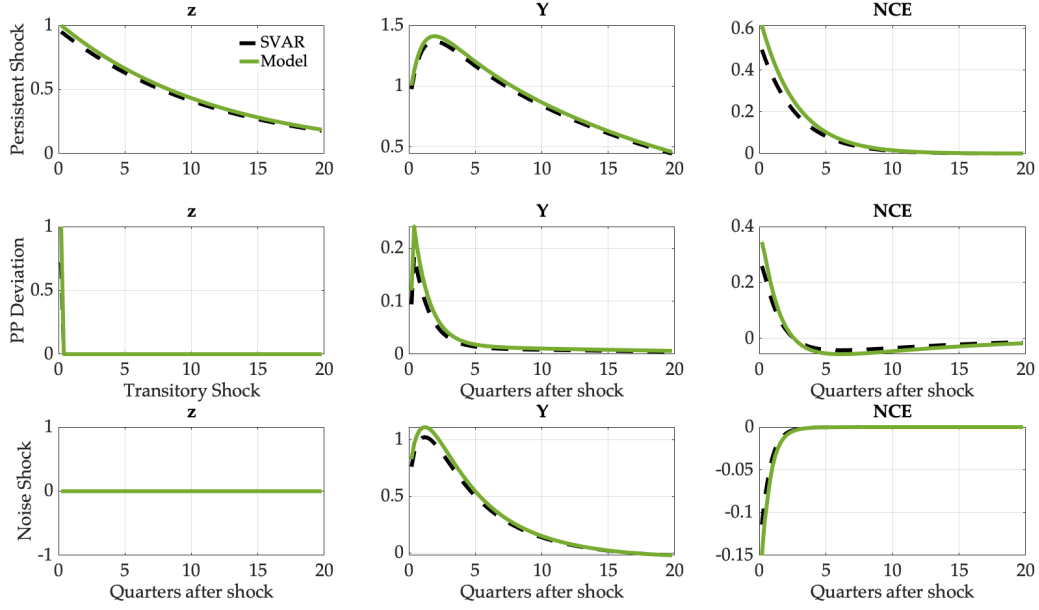 z Y NCE
Persistent Shock
1
0.5
0
SVAR
Model
0 5 10 15 20
1.5
1
0.5
0 5 10 15 20
0.6
0.4
0.2
0
0 5 10 15 20
z Y NCE
PP Deviation
1
0.5
0
0 5 10 15 20
Transitory Shock
0.2
0.1
0
0 5 10 15 20
Quarters after shock
0.4
0.2
0
0 5 10 15 20
Quarters after shock
z Y NCE
Noise Shock
1
0
-1
0 5 10 15 20
Quarters after shock
1
0.5
0
0 5 10 15 20
Quarters after shock
0
-0.05
-0.1
-0.15
0 5 10 15 20
Quarters after shock